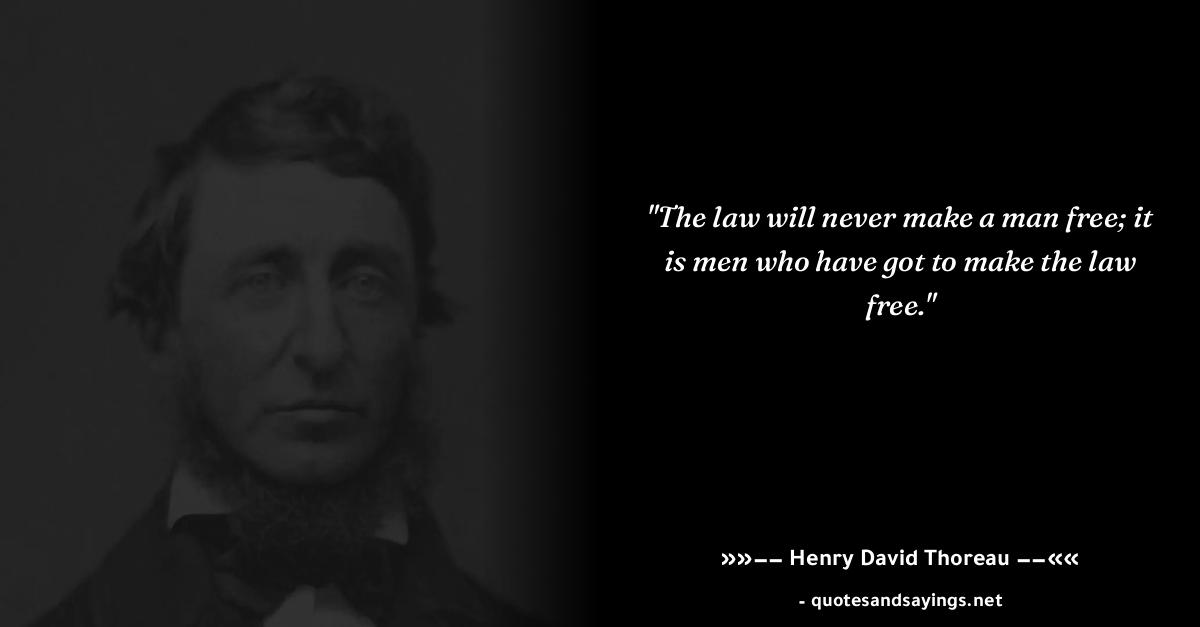 "The law will never make a man free; it
is men who have got to make the law
free."
»»−− Henry David Thoreau −−««
- quotesandsayings.net